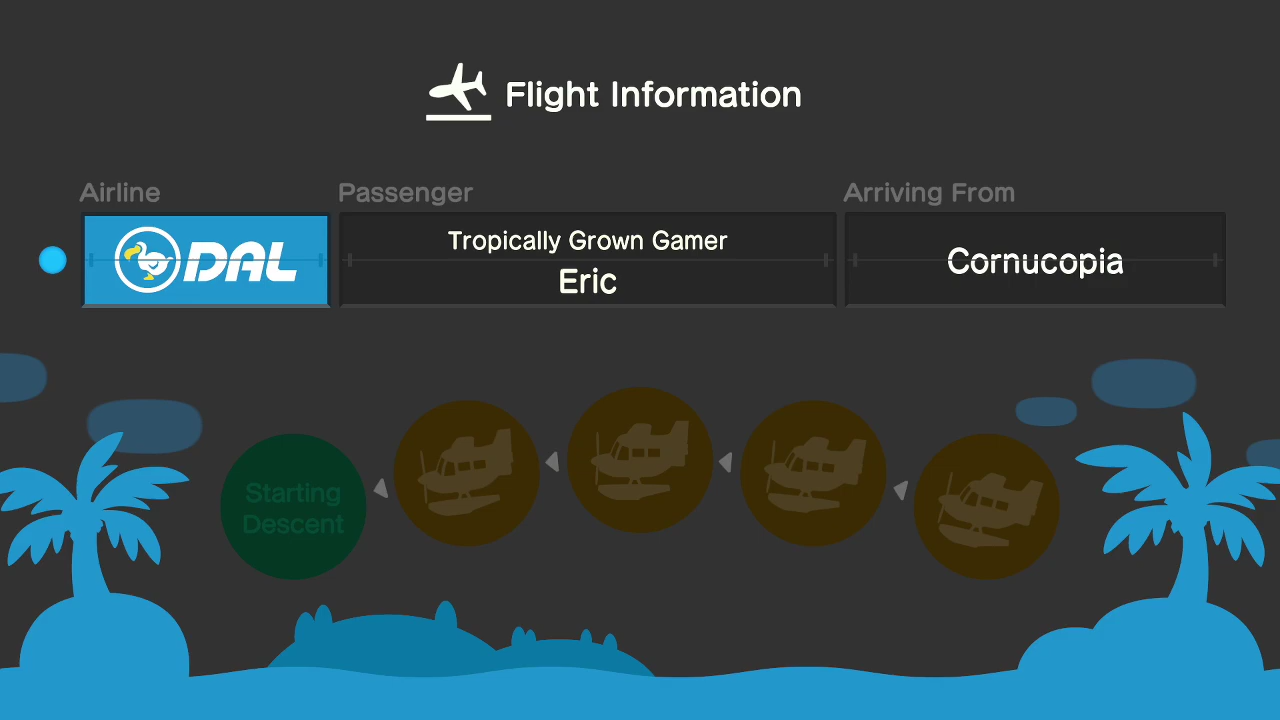 Flight Information
Airline
Passenger
Arriving From
DAL
Tropically Grown Gamer
Eric
Cornucopia
Starting
Descent